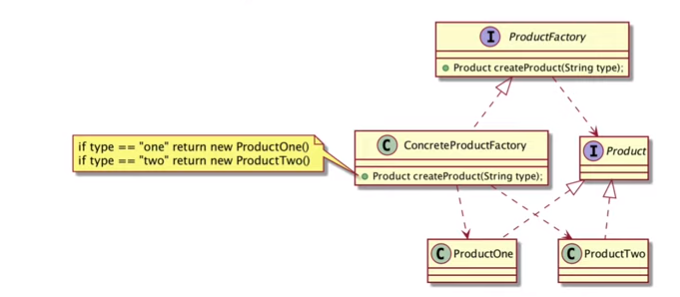 I ProductFactory
Product createProduct(String type);
if type == "one" return new ProductOne()
if type == "two" return new ProductTwo()
C ConcreteProductFactory
Product createProduct(String type);
I Product
C ProductOne
C ProductTwo